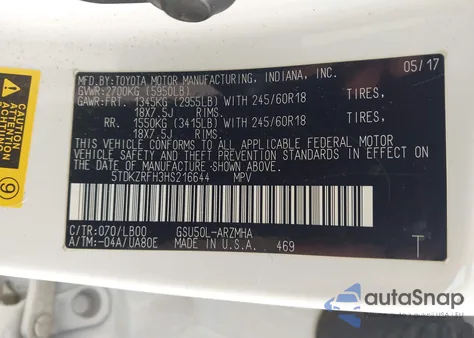 MFD.BY:TOYOTA MOTOR MANUFACTURING, INDIANA, INC. 05/17
GVWR:2700KG (5950LB)
GAWR:FRT. 1345KG (2955LB) WITH 245/60R18 TIRES,
18X7.5J RIMS.
RR. 1550KG (3415LB) WITH 245/60R18 TIRES,
18X7.5J RIMS.
THIS VEHICLE CONFORMS TO ALL APPLICABLE FEDERAL MOTOR
VEHICLE SAFETY AND THEFT PREVENTION STANDARDS IN EFFECT
ON THE DATE OF MANUFACTURE SHOWN ABOVE.
5TDKZRFH3HS216644 MPV
C/TR:070/LB00 GSU50L-ARZMHA
A/TM:-04A/UA80E MADE IN U.S.A. 469
T
CAUTION
ACHTUNG
9
autoSnap